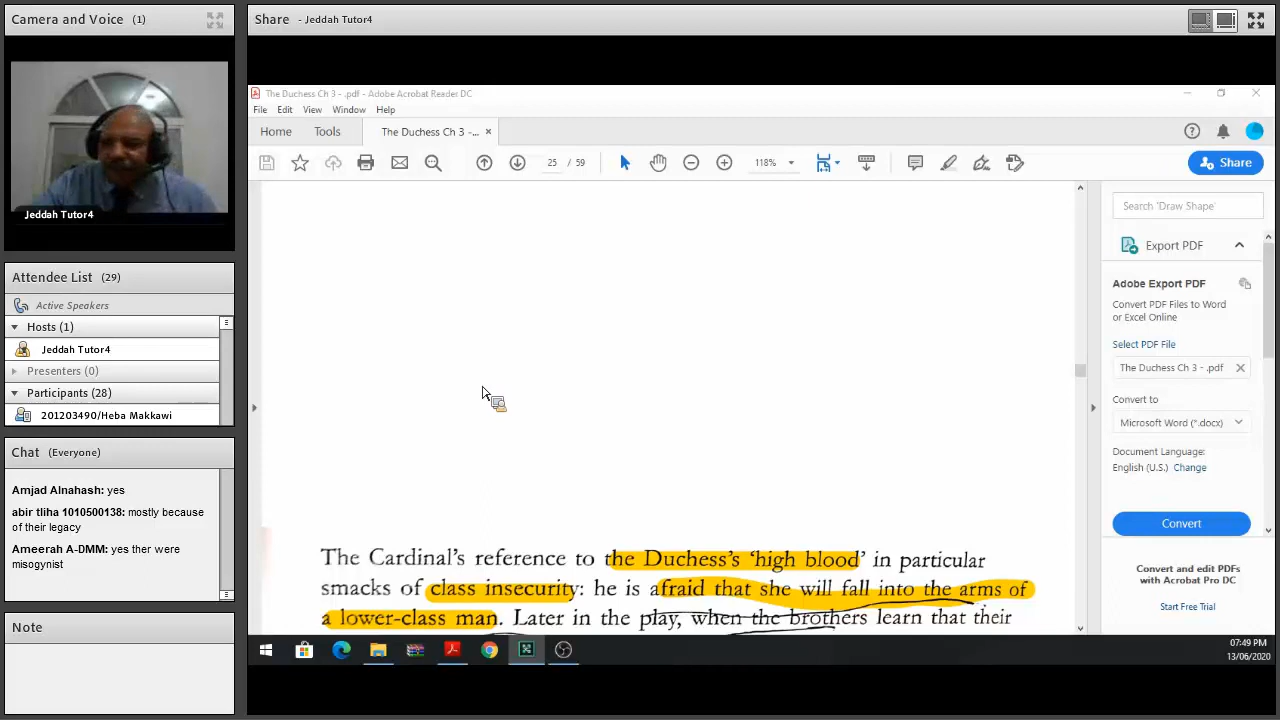 Camera and Voice (1)
Jeddah Tutor4
Attendee List (29)
Active Speakers
Hosts (1)
Jeddah Tutor4
Presenters (0)
Participants (28)
201203490/Heba Makkawi
Chat (Everyone)
Amjad Alnahash: yes
abir tliha 1010500138: mostly because
of their legacy
Ameerah A-DMM: yes ther were
misogynist
Note
Share - Jeddah Tutor4
The Duchess Ch 3 - .pdf - Adobe Acrobat Reader DC
File Edit View Window Help
Home Tools The Duchess Ch 3 -... ×
25 / 59 118% Share
The Cardinal's reference to the Duchess's 'high blood' in particular
smacks of class insecurity: he is afraid that she will fall into the arms of
a lower-class man. Later in the play, when the brothers learn that their
Search 'Draw Shape'
Export PDF
Adobe Export PDF
Convert PDF Files to Word
or Excel Online
Select PDF File
The Duchess Ch 3 - .pdf
Convert to
Microsoft Word (*.docx)
Document Language:
English (U.S.) Change
Convert
Convert and edit PDFs
with Acrobat Pro DC
Start Free Trial
07:49 PM
13/06/2020